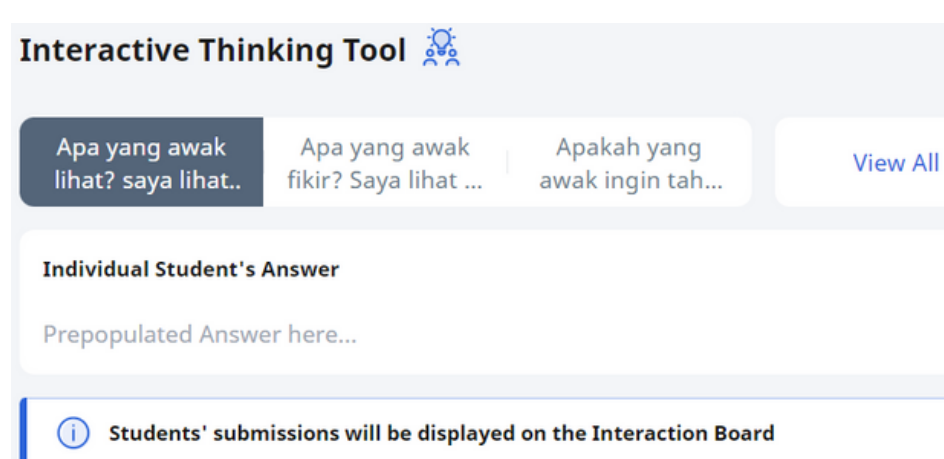 Interactive Thinking Tool
Apa yang awak
lihat? saya lihat..
Apa yang awak
fikir? Saya lihat ...
Apakah yang
awak ingin tah...
View All
Individual Student's Answer
Prepopulated Answer here...
Students' submissions will be displayed on the Interaction Board